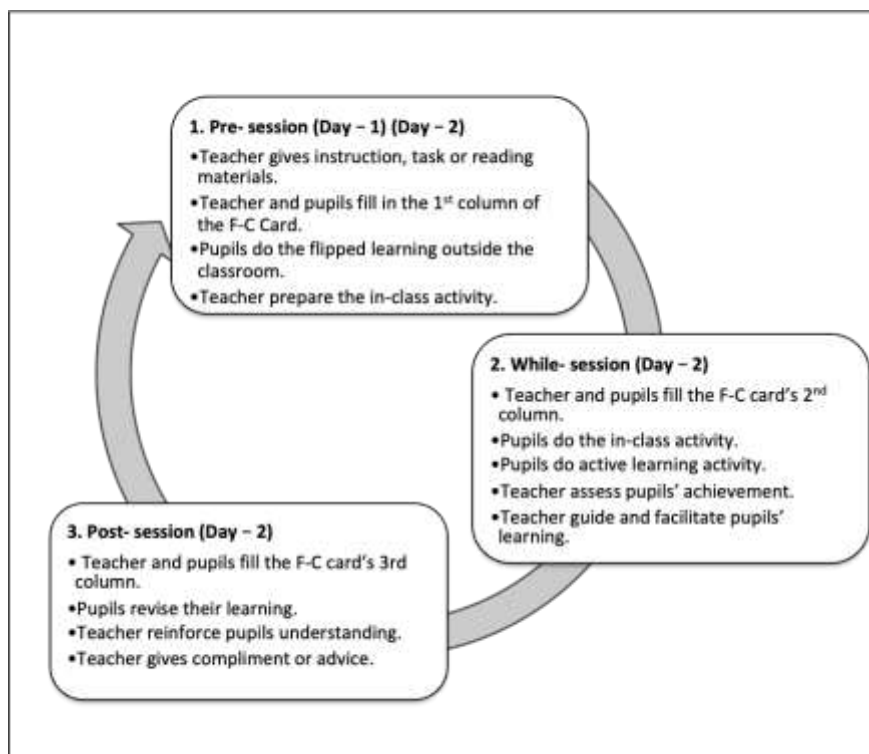 1. Pre- session (Day – 1) (Day – 2)
•Teacher gives instruction, task or reading
materials.
•Teacher and pupils fill in the 1st column of
the F-C Card.
•Pupils do the flipped learning outside the
classroom.
•Teacher prepare the in-class activity.
2. While- session (Day – 2)
• Teacher and pupils fill the F-C card's 2nd
column.
•Pupils do the in-class activity.
•Pupils do active learning activity.
•Teacher assess pupils' achievement.
•Teacher guide and facilitate pupils'
learning.
3. Post- session (Day – 2)
• Teacher and pupils fill the F-C card's 3rd
column.
•Pupils revise their learning.
•Teacher reinforce pupils understanding.
•Teacher gives compliment or advice.